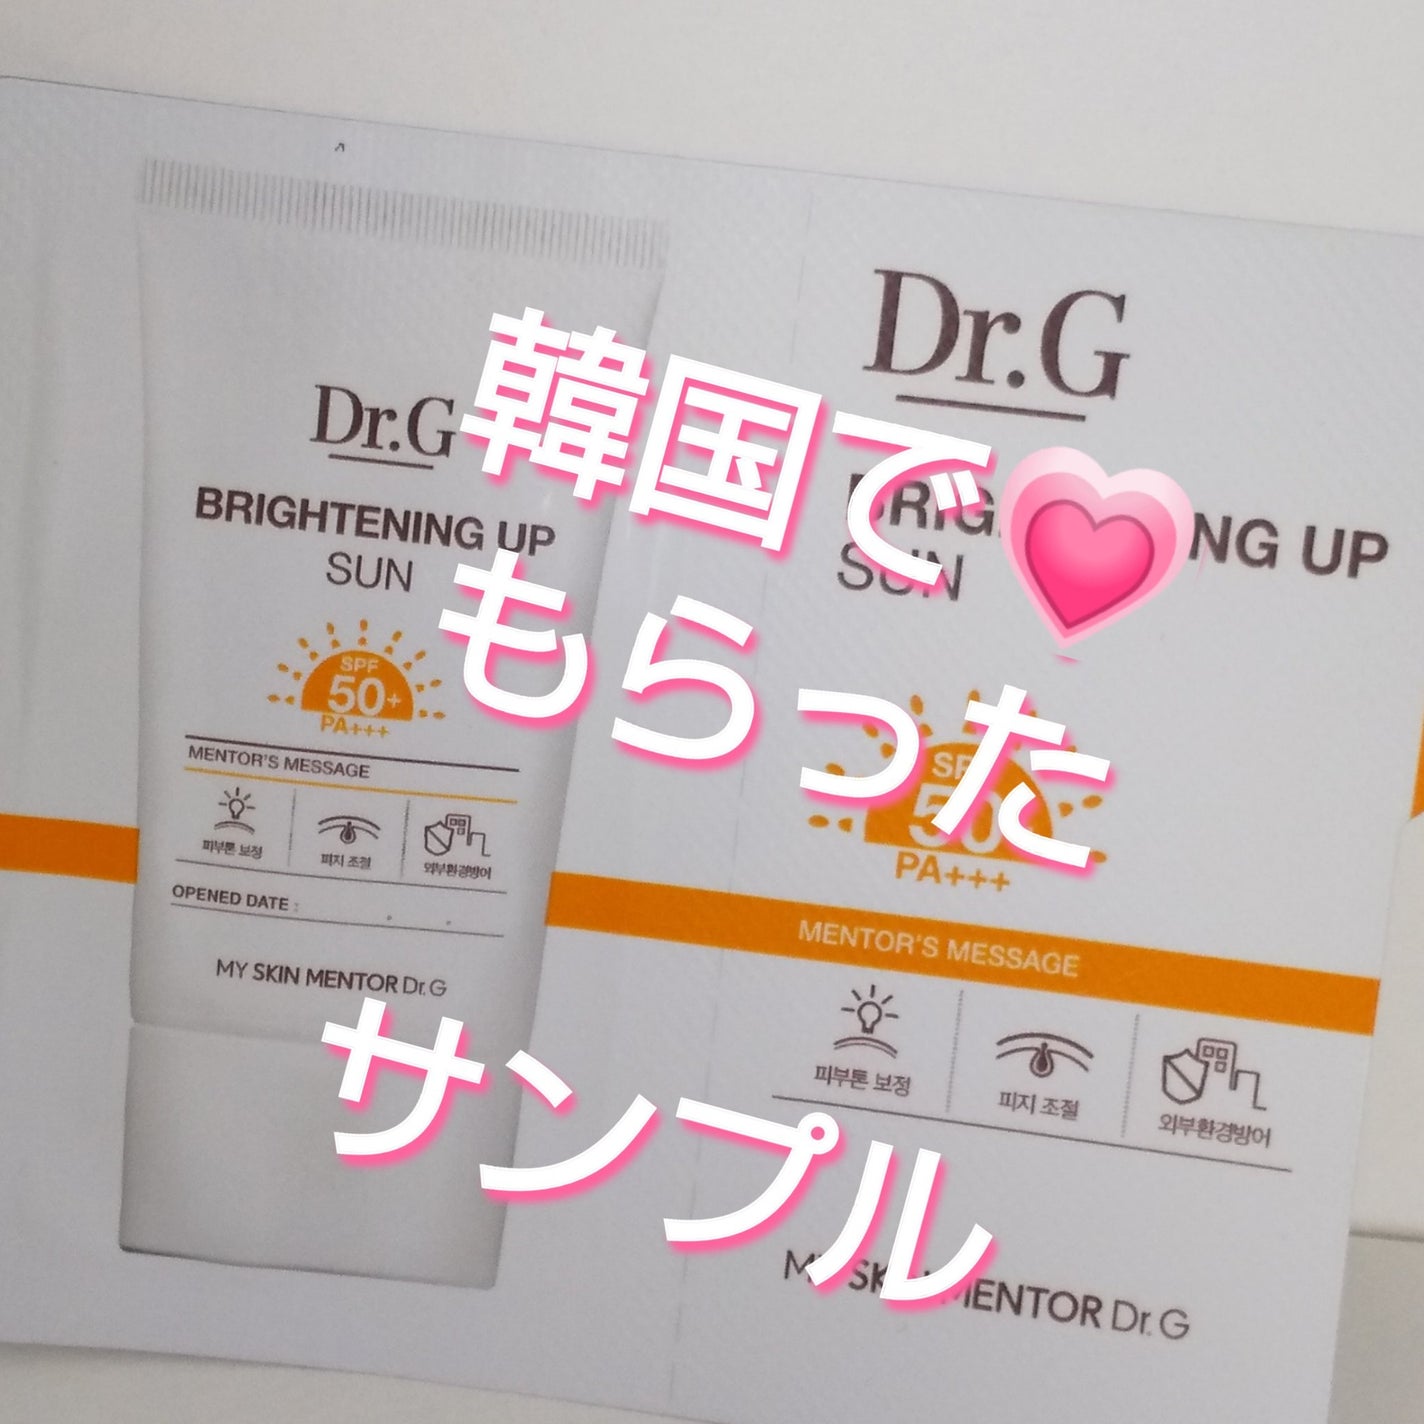 韓国で
もらった
サンプル
Dr.G
BRIGHTENING UP
SUN
SPF
50+
PA+++
MENTOR'S MESSAGE
피부톤 보정
피지 조절
외부환경방어
OPENED DATE :
MY SKIN MENTOR Dr.G
Dr.G
NG UP
SUN
PA+++
MENTOR'S MESSAGE
피부톤 보정
피지 조절
외부환경방어
MENTOR Dr.G